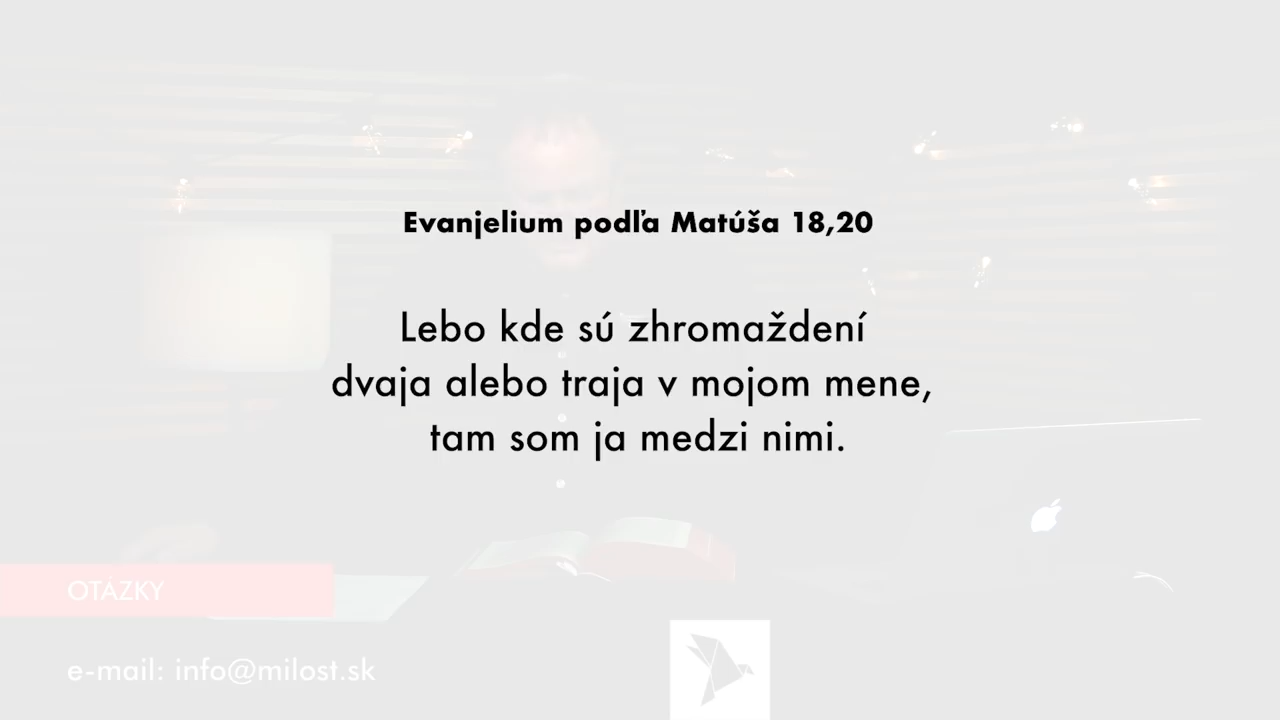 Evanjelium podľa Matúša 18,20
Lebo kde sú zhromaždení
dvaja alebo traja v mojom mene,
tam som ja medzi nimi.
OTÁZKY
e-mail: info@milost.sk